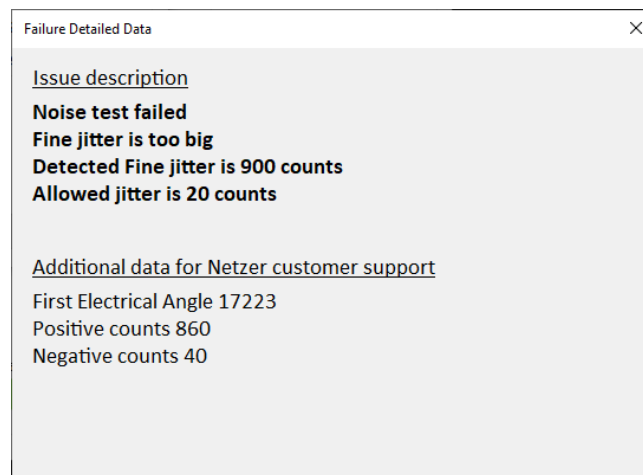 Failure Detailed Data
Issue description
Noise test failed
Fine jitter is too big
Detected Fine jitter is 900 counts
Allowed jitter is 20 counts
Additional data for Netzer customer support
First Electrical Angle 17223
Positive counts 860
Negative counts 40